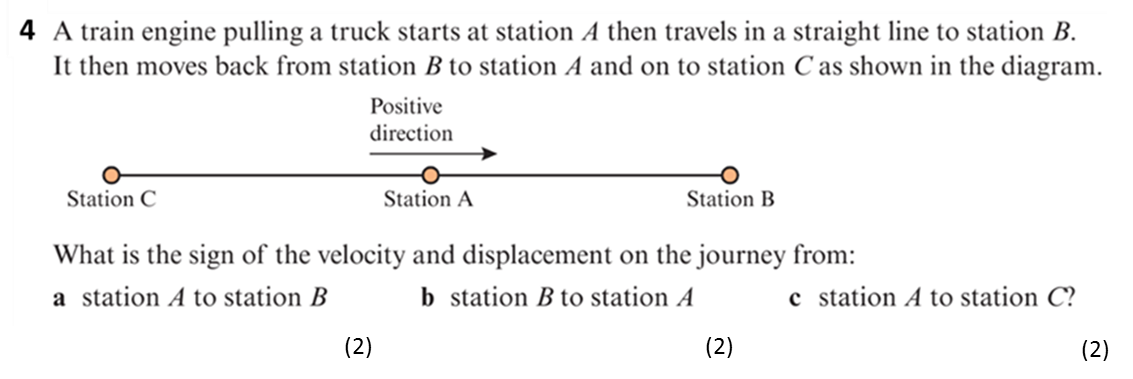 4 A train engine pulling a truck starts at station A then travels in a straight line to station B.
It then moves back from station B to station A and on to station C as shown in the diagram.
Positive
direction
Station C Station A Station B
What is the sign of the velocity and displacement on the journey from:
a station A to station B b station B to station A c station A to station C?
(2) (2) (2)